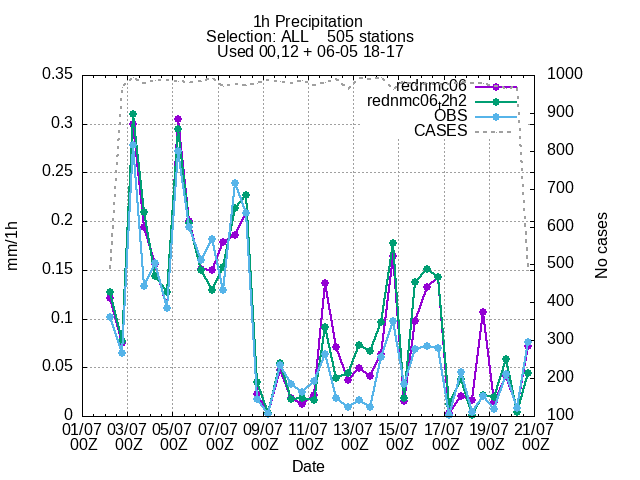 1h Precipitation
Selection: ALL    505 stations
Used 00,12 + 06-05 18-17
0.35
0.3
0.25
0.2
0.15
0.1
0.05
0
mm/1h
1000
900
800
700
600
500
400
300
200
100
No cases
rednmc06
rednmc06,2h2
OBS
CASES
01/07 03/07 05/07 07/07 09/07 11/07 13/07 15/07 17/07 19/07 21/07
00Z 00Z 00Z 00Z 00Z 00Z 00Z 00Z 00Z 00Z 00Z
Date